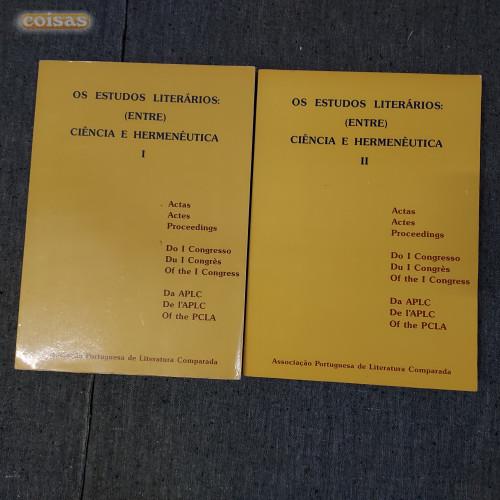 coisas
OS ESTUDOS LITERÁRIOS:
(ENTRE)
CIÊNCIA E HERMENÊUTICA
I
Actas
Actes
Proceedings
Do I Congresso
Du I Congrès
Of the I Congress
Da APLC
De l'APLC
Of the PCLA
Associação Portuguesa de Literatura Comparada
OS ESTUDOS LITERÁRIOS:
(ENTRE)
CIÊNCIA E HERMENÊUTICA
II
Actas
Actes
Proceedings
Do I Congresso
Du I Congrès
Of the I Congress
Da APLC
De l'APLC
Of the PCLA
Associação Portuguesa de Literatura Comparada